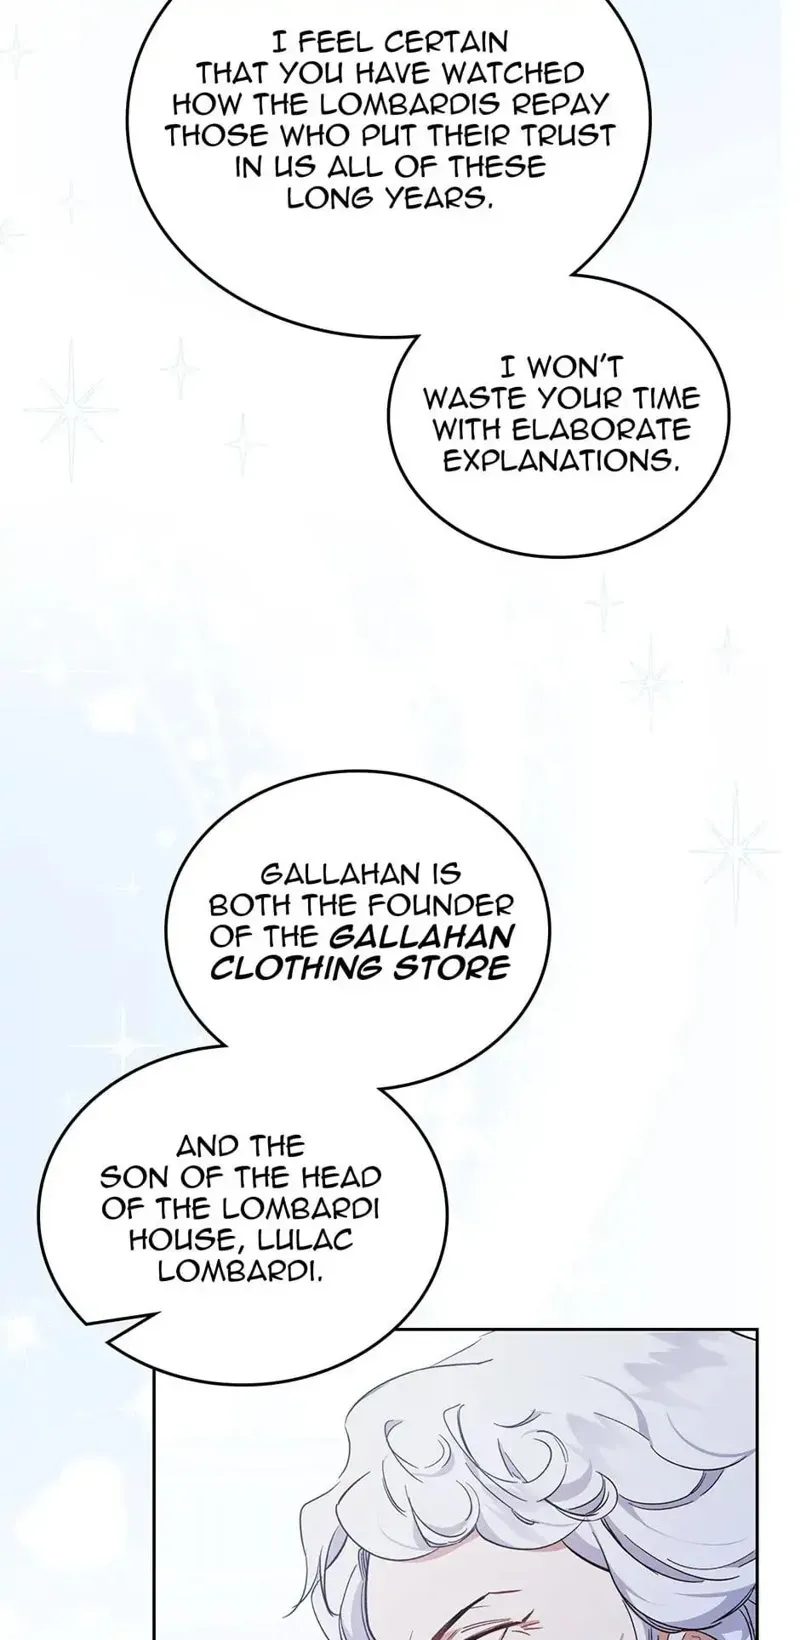 I FEEL CERTAIN
THAT YOU HAVE WATCHED
HOW THE LOMBARDIS REPAY
THOSE WHO PUT THEIR TRUST
IN US ALL OF THESE
LONG YEARS.
I WON'T
WASTE YOUR TIME
WITH ELABORATE
EXPLANATIONS.
GALLAHAN IS
BOTH THE FOUNDER
OF THE GALLAHAN
CLOTHING STORE
AND THE
SON OF THE HEAD
OF THE LOMBARDI
HOUSE, LULAC
LOMBARDI.